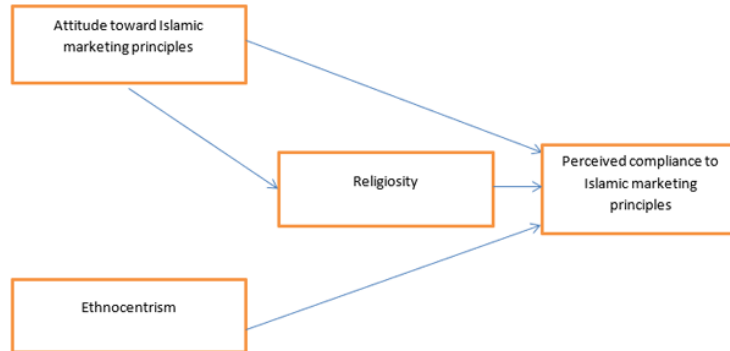 Attitude toward Islamic
marketing principles
Religiosity
Perceived compliance to
Islamic marketing
principles
Ethnocentrism